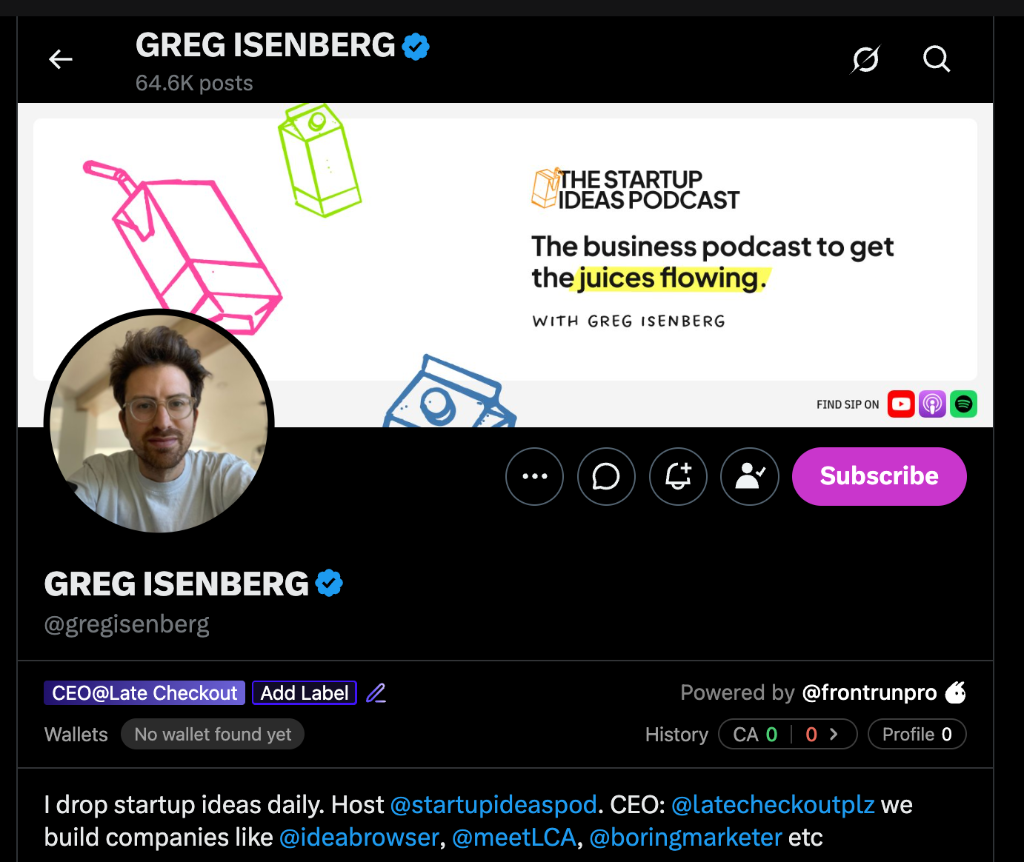 GREG ISENBERG
64.6K posts
THE STARTUP
IDEAS PODCAST
The business podcast to get
the juices flowing.
WITH GREG ISENBERG
FIND SIP ON
Subscribe
GREG ISENBERG
@gregisenberg
CEO@Late Checkout Add Label
Powered by @frontrunpro
Wallets No wallet found yet
History CA 0 0 Profile 0
I drop startup ideas daily. Host @startupideaspod. CEO: @latecheckoutplz we
build companies like @ideabrowser, @meetLCA, @boringmarketer etc